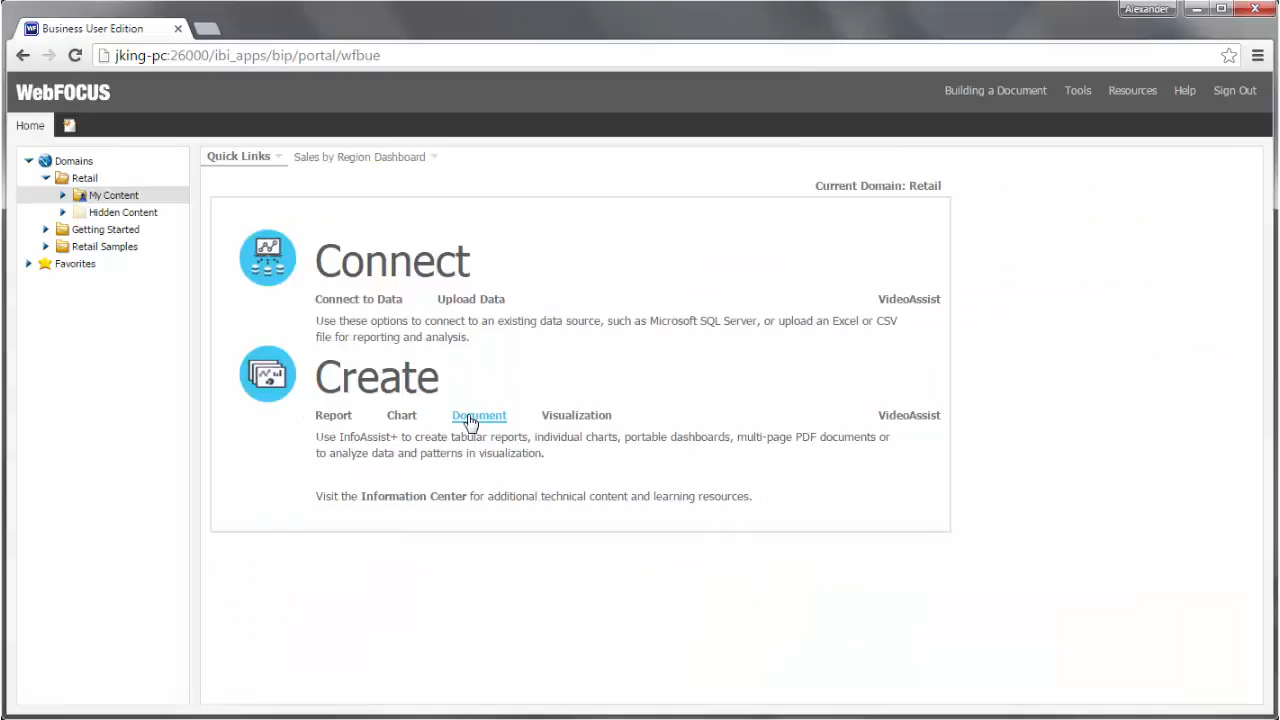 Alexander
Business User Edition
jking-pc:26000/ibi_apps/bip/portal/wfbue
WebFOCUS
Building a Document Tools Resources Help Sign Out
Home
Domains
Retail
My Content
Hidden Content
Getting Started
Retail Samples
Favorites
Quick Links Sales by Region Dashboard
Current Domain: Retail
Connect
Connect to Data Upload Data VideoAssist
Use these options to connect to an existing data source, such as Microsoft SQL Server, or upload an Excel or CSV
file for reporting and analysis.
Create
Report Chart Document Visualization VideoAssist
Use InfoAssist+ to create tabular reports, individual charts, portable dashboards, multi-page PDF documents or
to analyze data and patterns in visualization.
Visit the Information Center for additional technical content and learning resources.